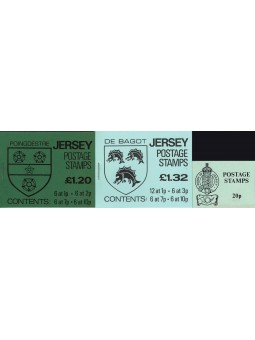 POINGDESTRE
JERSEY
POSTAGE
STAMPS
£1.20
6 at 1p • 6 at 3p
CONTENTS: 6 at 7p • 6 at 10p
DE BAGOT
JERSEY
POSTAGE
STAMPS
£1.32
12 at 1p • 6 at 3p
CONTENTS: 6 at 7p • 6 at 10p
POSTAGE
STAMPS
20p